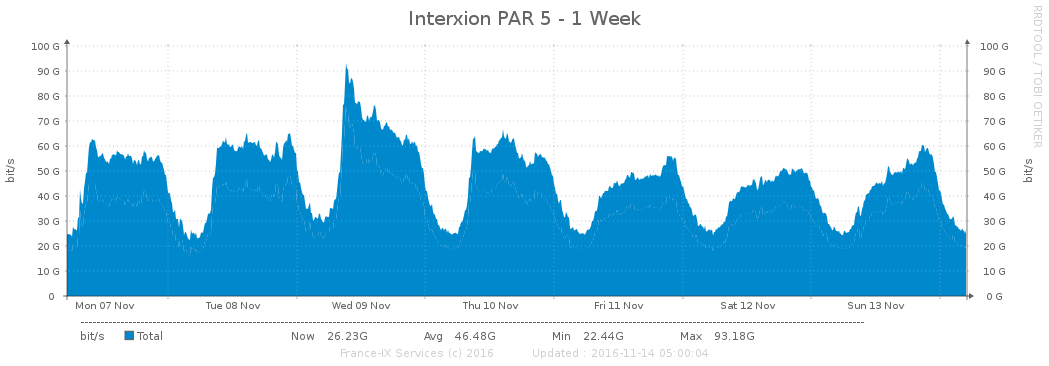 Interxion PAR 5 - 1 Week
RRDTOOL / TOBI OETIKER
bit/s
100 G
90 G
80 G
70 G
60 G
50 G
40 G
30 G
20 G
10 G
0
100 G
90 G
80 G
70 G
60 G
50 G
40 G
30 G
20 G
10 G
0 G
bit/s
Mon 07 Nov Tue 08 Nov Wed 09 Nov Thu 10 Nov Fri 11 Nov Sat 12 Nov Sun 13 Nov
bit/s Total Now 26.23G Avg 46.48G Min 22.44G Max 93.18G
France-IX Services (c) 2016 Updated : 2016-11-14 05:00:04